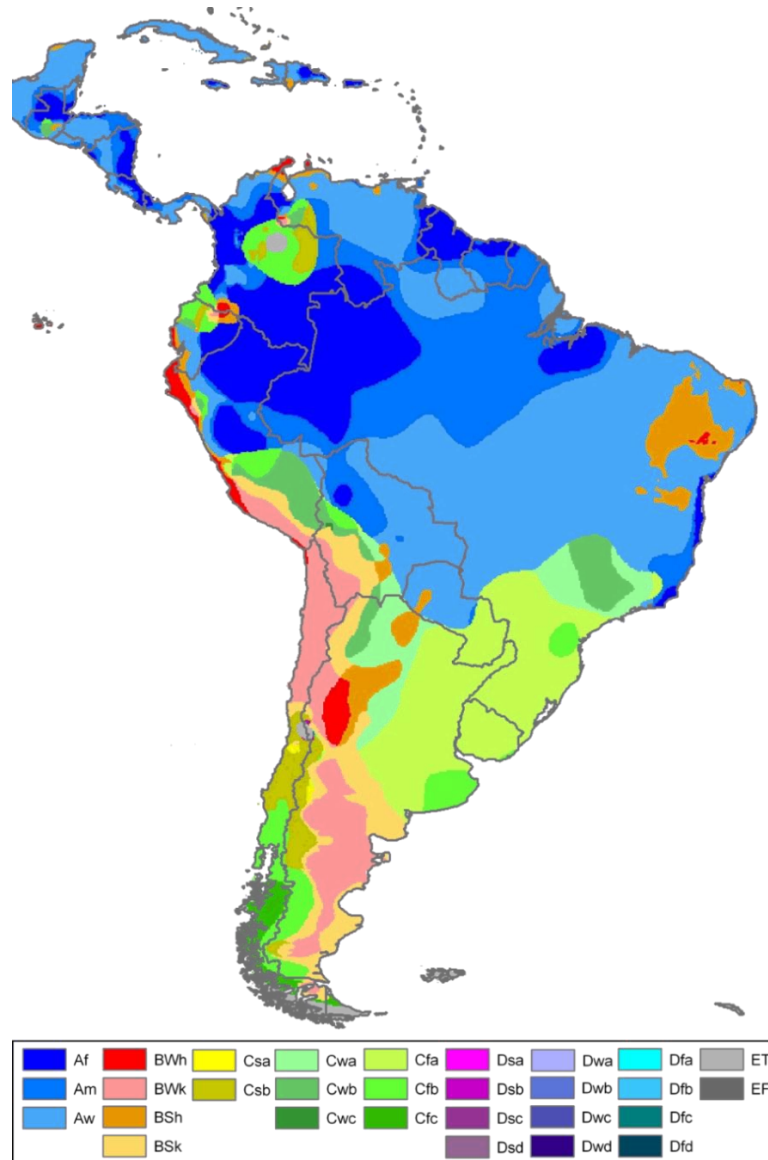 Af BWh Csa Cwa Cfa Dsa Dwa Dfa ET
Am BWk Csb Cwb Cfb Dsb Dwb Dfb EF
Aw BSh Cwc Cfc Dsc Dwc Dfc
BSk Dsd Dwd Dfd